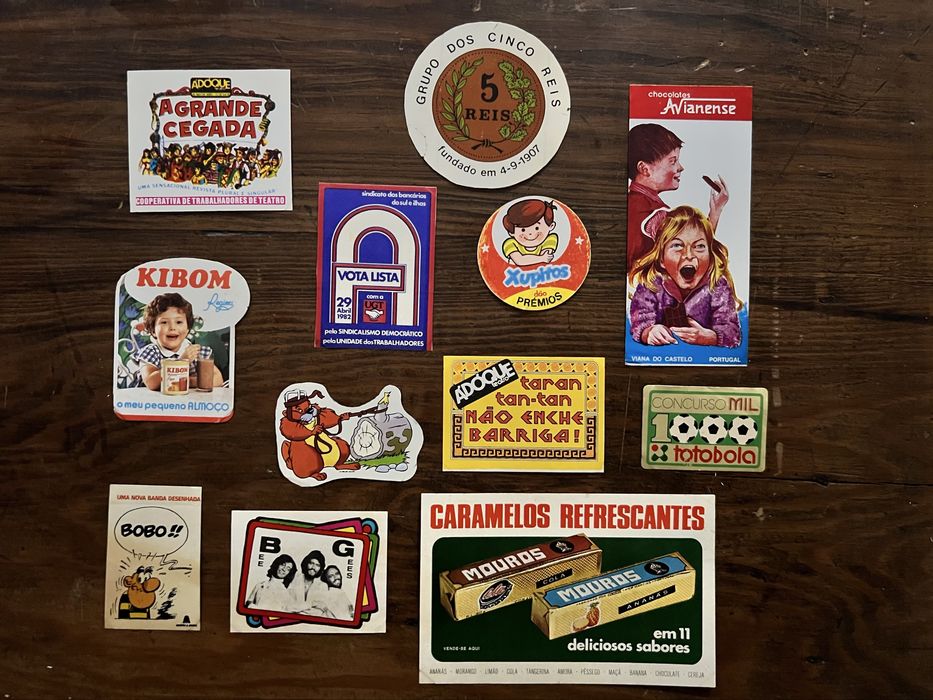 ADOQUE
A GRANDE
CEGADA
UMA SENSACIONAL REVISTA PLURAL E SINGULAR
COOPERATIVA DE TRABALHADORES DE TEATRO
GRUPO DOS CINCO REIS
5
REIS
fundado em 4-9-1907
chocolates
Avianense
VIANA DO CASTELO PORTUGAL
sindicato dos bancários
do sul e ilhas
VOTA LISTA
A
29
Abril
1982
com a
UGT
pelo SINDICALISMO DEMOCRÁTICO
pela UNIDADE dos TRABALHADORES
Xupitos
dão
PRÉMIOS
KIBOM
Regina
KIBOM
o meu pequeno ALMOÇO
ADOQUE
teatro
taran
tan-tan
NÃO ENCHE
BARRIGA!
CONCURSO MIL
1000
totobola
UMA NOVA BANDA DESENHADA
BOBO!!
BEE
GEES
CARAMELOS REFRESCANTES
MOUROS
COLA
MOUROS
ANANÁS
em 11
deliciosos sabores
VENDE-SE AQUI
ANANÁS - MORANGO - LIMÃO - COLA - TANGERINA - AMORA - PÊSSEGO - MAÇÃ - BANANA - CHOCOLATE - CEREJA